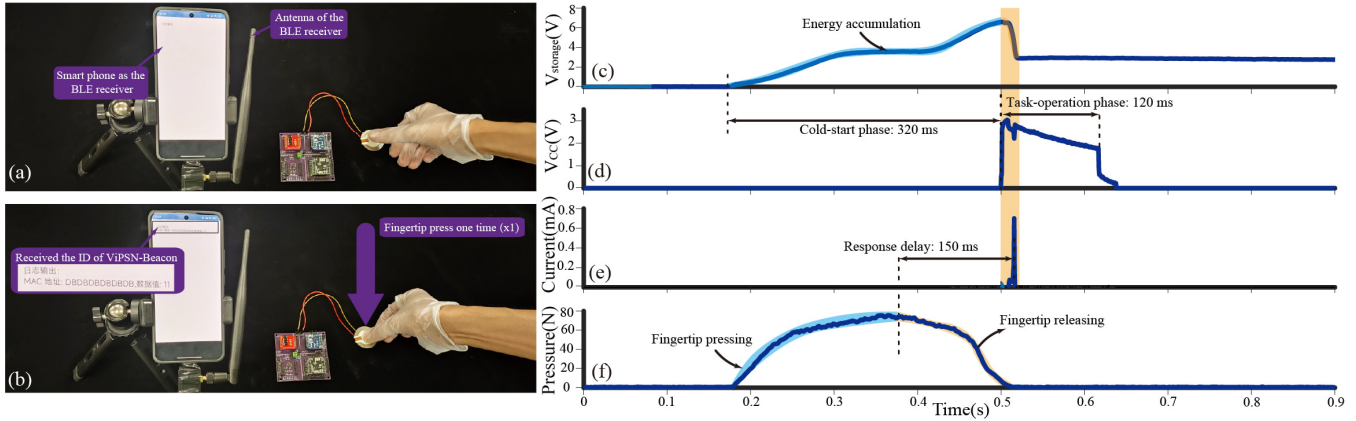 Antenna of the
BLE receiver
Smart phone as the
BLE receiver
(a)
Received the ID of ViPSN-Beacon
日志输出:
MAC 地址: DBDBDBDBDBDB,数据值: 11
Fingertip press one time (x1)
(b)
Vstorage(V)
8
6
4
2
0
Energy accumulation
(c)
VCC(V)
3
2
1
0
Cold-start phase: 320 ms
Task-operation phase: 120 ms
(d)
Current(mA)
0.8
0.6
0.4
0.2
0
Response delay: 150 ms
(e)
Pressure(N)
80
60
40
20
0
Fingertip pressing
Fingertip releasing
(f)
0 0.1 0.2 0.3 0.4 0.5 0.6 0.7 0.8 0.9
Time(s)